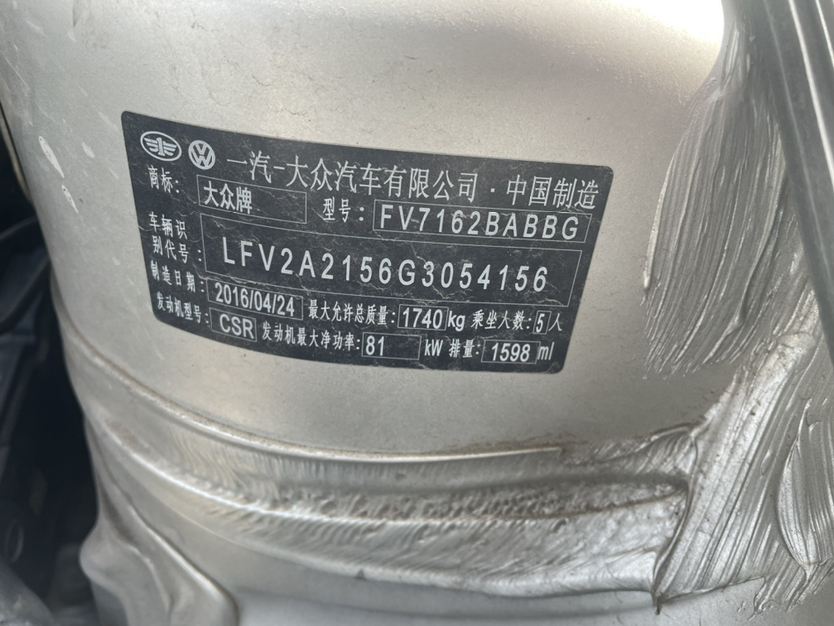 一汽-大众汽车有限公司·中国制造
商标: 大众牌 型号: FV7162BABBG
车辆识别代号: LFV2A2156G3054156
制造日期: 2016/04/24 最大允许总质量: 1740 kg 乘坐人数: 5 人
发动机型号: CSR 发动机最大净功率: 81 kW 排量: 1598 ml